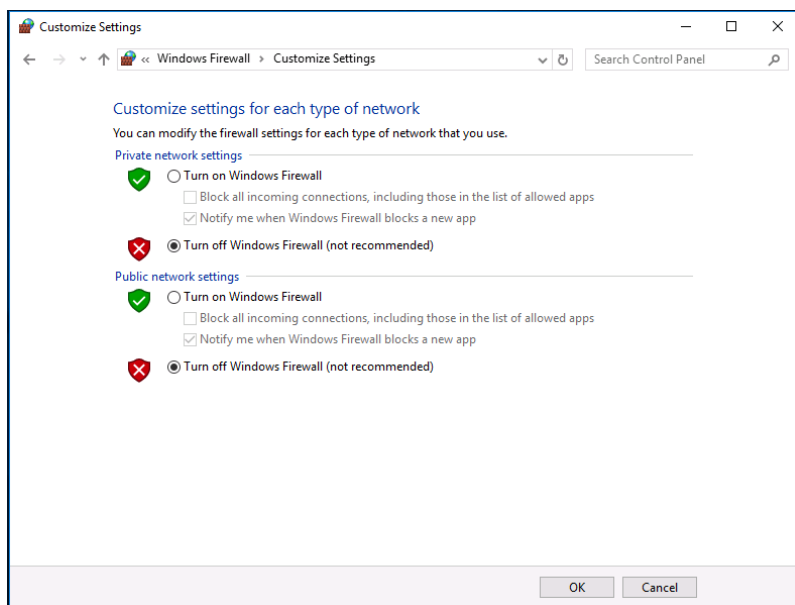 Customize Settings
« Windows Firewall > Customize Settings
Search Control Panel
Customize settings for each type of network
You can modify the firewall settings for each type of network that you use.
Private network settings
Turn on Windows Firewall
Block all incoming connections, including those in the list of allowed apps
Notify me when Windows Firewall blocks a new app
Turn off Windows Firewall (not recommended)
Public network settings
Turn on Windows Firewall
Block all incoming connections, including those in the list of allowed apps
Notify me when Windows Firewall blocks a new app
Turn off Windows Firewall (not recommended)
OK Cancel